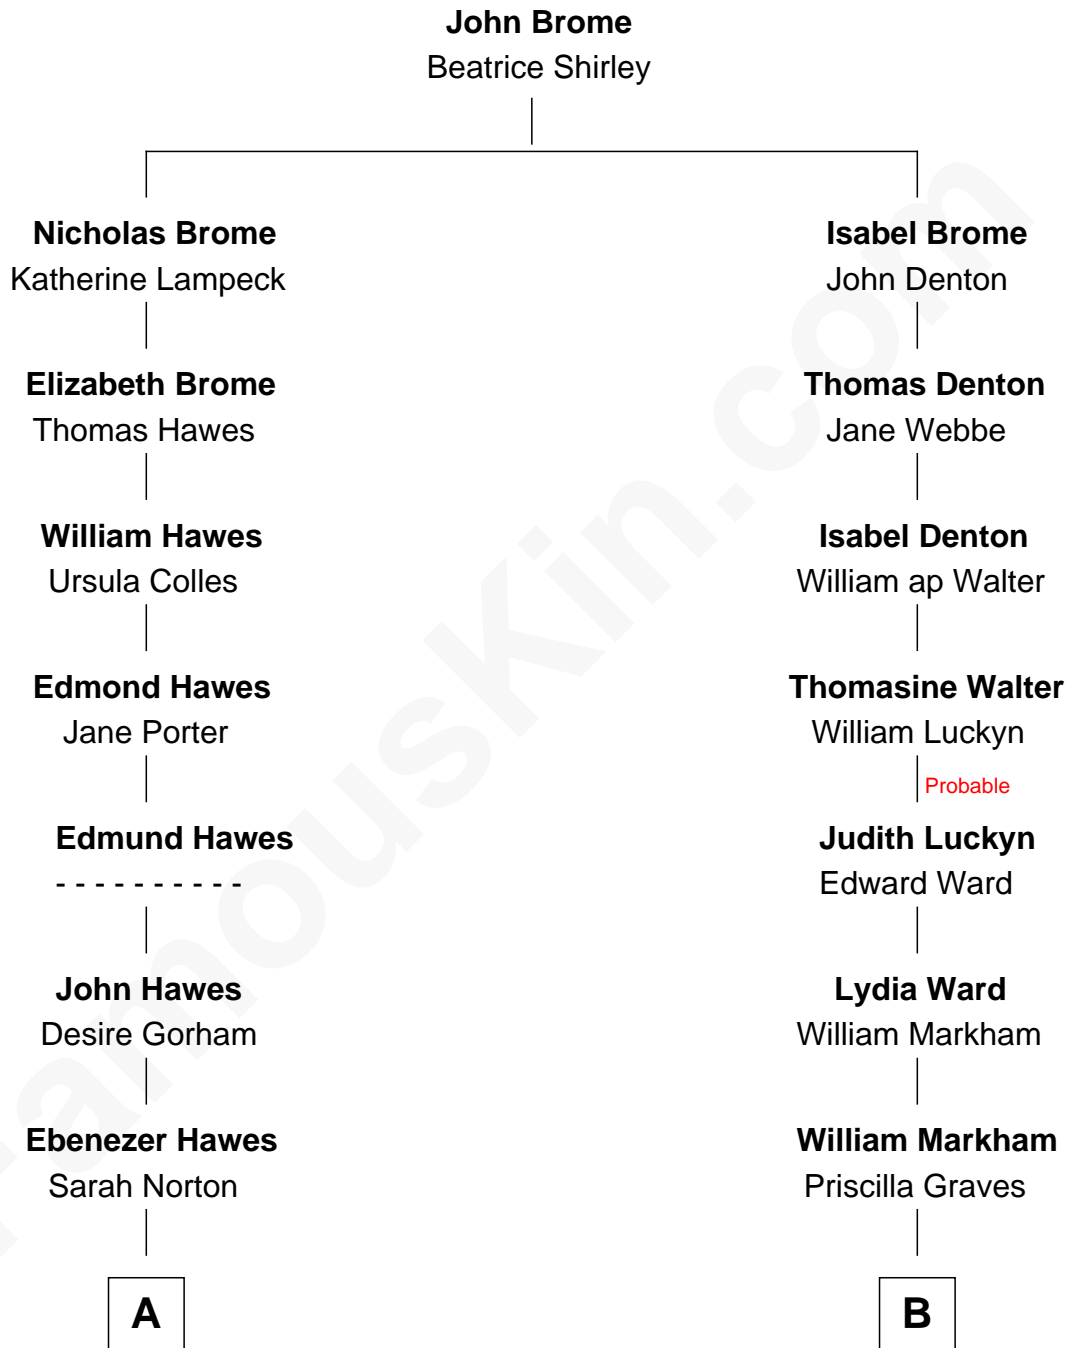 John Brome
Beatrice Shirley
Nicholas Brome
Katherine Lampeck
Isabel Brome
John Denton
Elizabeth Brome
Thomas Hawes
Thomas Denton
Jane Webbe
William Hawes
Ursula Colles
Isabel Denton
William ap Walter
Edmond Hawes
Jane Porter
Thomasine Walter
William Luckyn
Probable
Edmund Hawes
- - - - - - - - - -
Judith Luckyn
Edward Ward
John Hawes
Desire Gorham
Lydia Ward
William Markham
Ebenezer Hawes
Sarah Norton
William Markham
Priscilla Graves
A
B
FamousKin.com